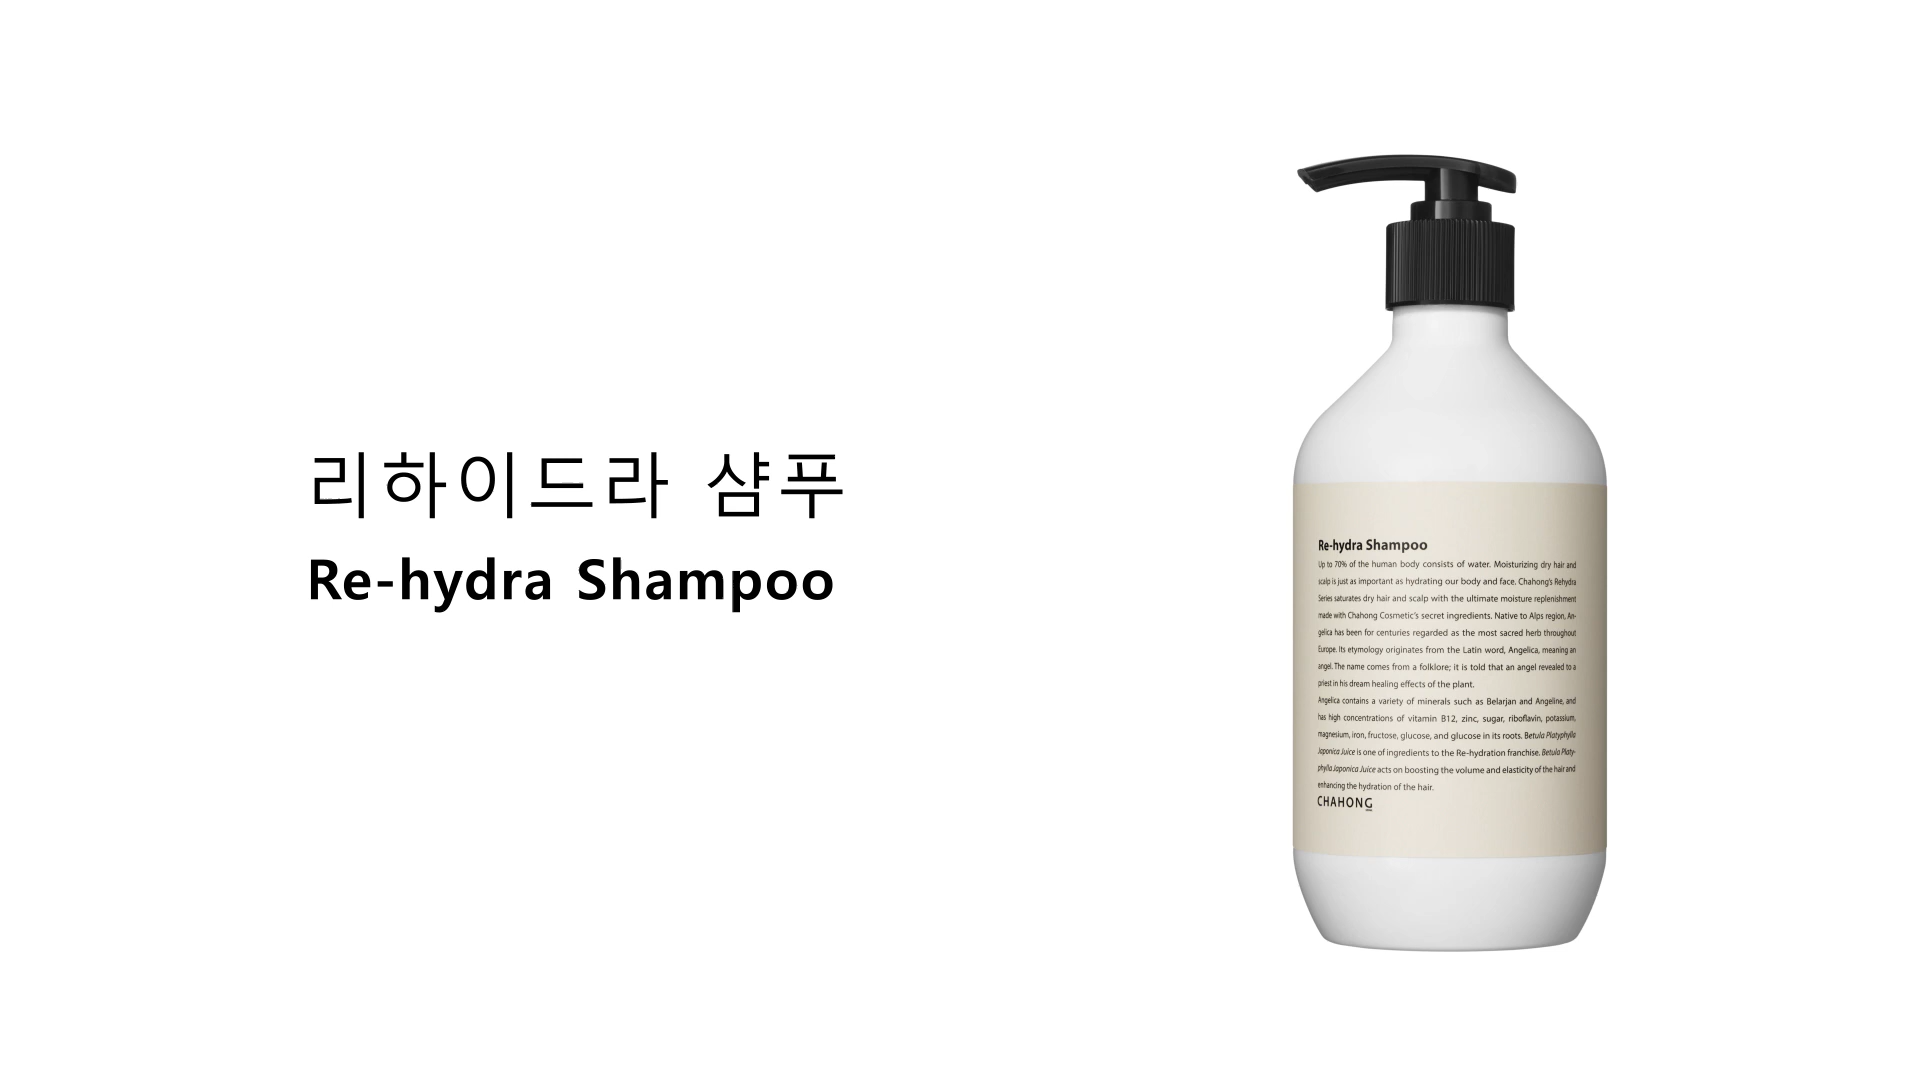 리하이드라 샴푸
Re-hydra Shampoo
Re-hydra Shampoo
Up to 70% of the human body consists of water. Moisturizing dry hair and
scalp is just as important as hydrating our body and face. Chahong's Rehydra
Series saturates dry hair and scalp with the ultimate moisture replenishment
made with Chahong Cosmetic's secret ingredients. Native to Alps region, An-
gelica has been for centuries regarded as the most sacred herb throughout
Europe. Its etymology originates from the Latin word, Angelica, meaning an
angel. The name comes from a folklore; it is told that an angel revealed to a
priest in his dream healing effects of the plant.
Angelica contains a variety of minerals such as Belarjan and Angeline, and
has high concentrations of vitamin B12, zinc, sugar, riboflavin, potassium,
magnesium, iron, fructose, glucose, and glucose in its roots. Betula Platyphylla
Japonica Juice is one of ingredients to the Re-hydration franchise. Betula Platy-
phylla Japonica Juice acts on boosting the volume and elasticity of the hair and
enhancing the hydration of the hair.
CHAHONG